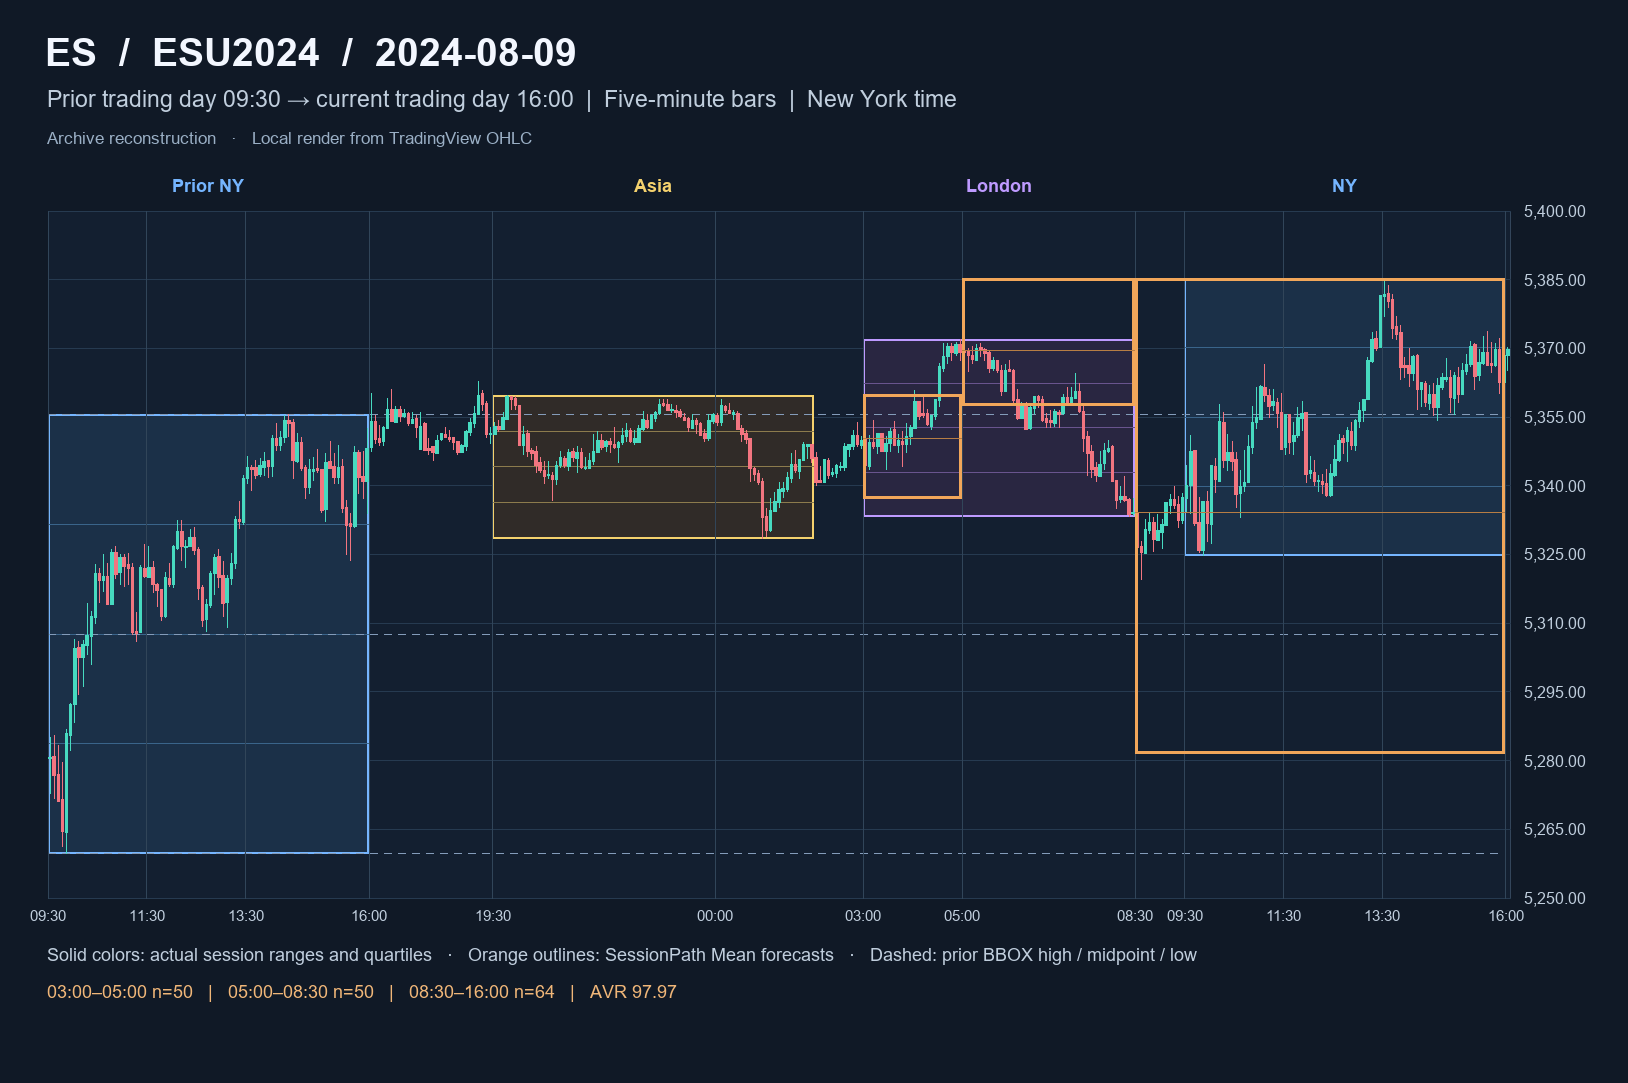 ES / ESU2024 / 2024-08-09
Prior trading day 09:30 → current trading day 16:00 | Five-minute bars | New York time
Archive reconstruction · Local render from TradingView OHLC
Prior NY Asia London NY
5,400.00
5,385.00
5,370.00
5,355.00
5,340.00
5,325.00
5,310.00
5,295.00
5,280.00
5,265.00
5,250.00
09:30 11:30 13:30 16:00 19:30 00:00 03:00 05:00 08:30 09:30 11:30 13:30 16:00
Solid colors: actual session ranges and quartiles · Orange outlines: SessionPath Mean forecasts · Dashed: prior BBOX high / midpoint / low
03:00–05:00 n=50 | 05:00–08:30 n=50 | 08:30–16:00 n=64 | AVR 97.97